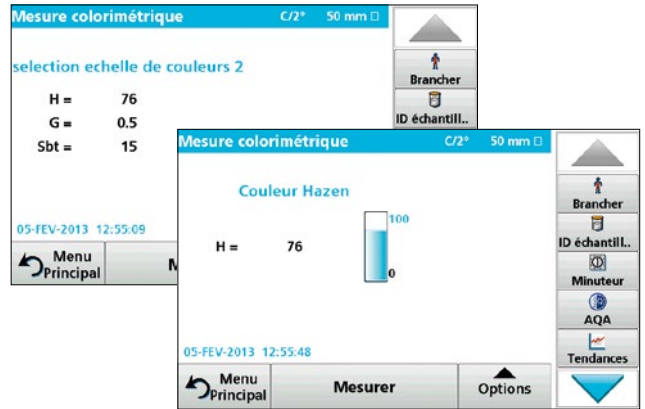 Mesure colorimétrique C/2° 50 mm □
selection echelle de couleurs 2
H = 76
G = 0.5
Sbt = 15
05-FEV-2013 12:55:09
Menu
Principal
M
Brancher
ID échantill..
Mesure colorimétrique C/2° 50 mm □
Couleur Hazen
100
H = 76
0
05-FEV-2013 12:55:48
Menu
Principal
Mesurer
Options
Brancher
ID échantill..
Minuteur
AQA
Tendances